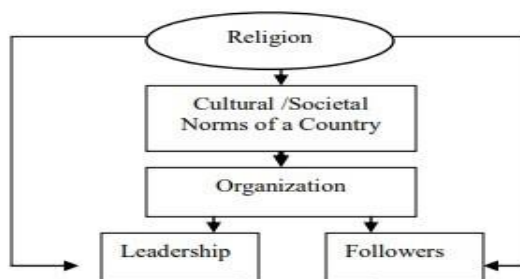 Religion
Cultural /Societal
Norms of a Country
Organization
Leadership
Followers